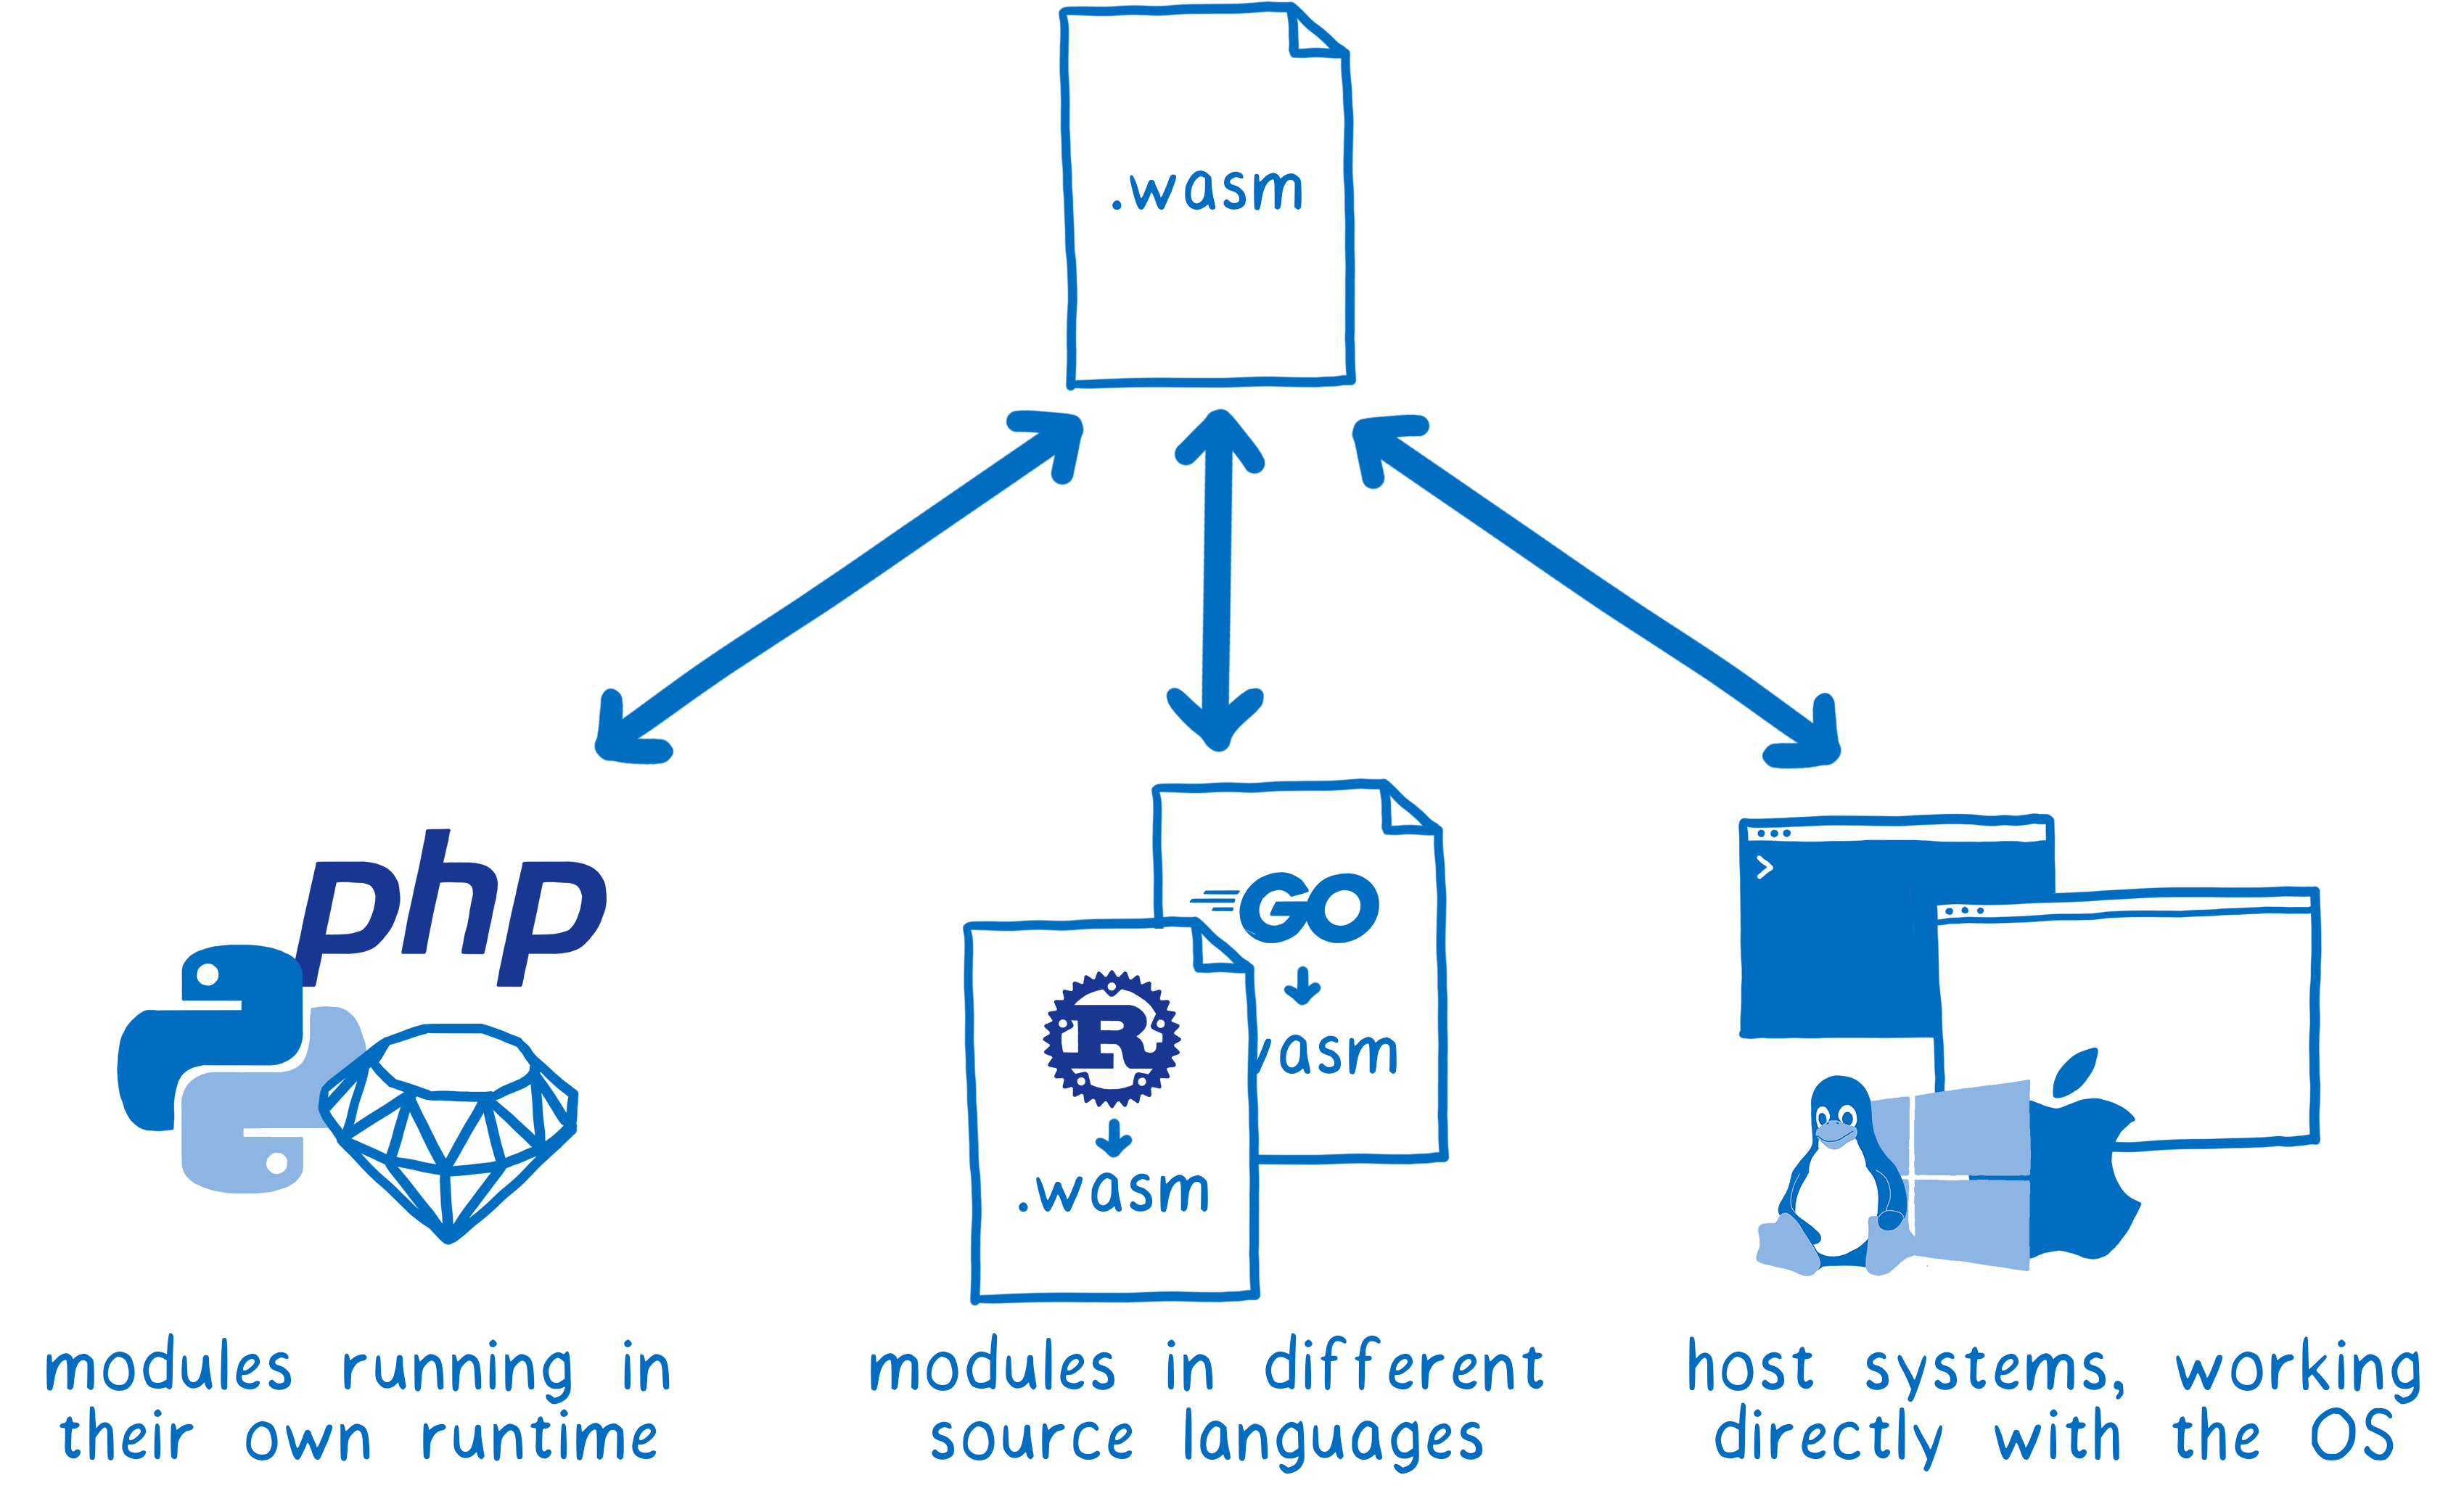 .wasm
php
GO
asm
R
.wasm
>
modules running in
their own runtime
modules in different
source languages
host systems, working
directly with the OS